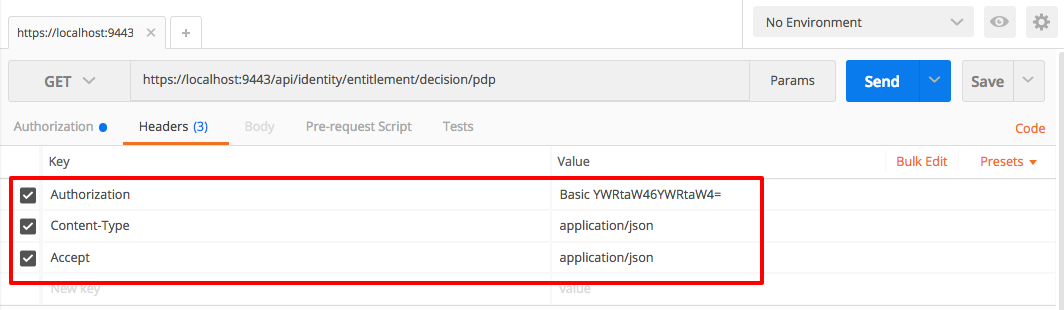 https://localhost:9443 × + No Environment
GET https://localhost:9443/api/identity/entitlement/decision/pdp Params Send Save
Authorization Headers (3) Body Pre-request Script Tests Code
Key Value Bulk Edit Presets
Authorization Basic YWRtaW46YWRtaW4=
Content-Type application/json
Accept application/json
New key value